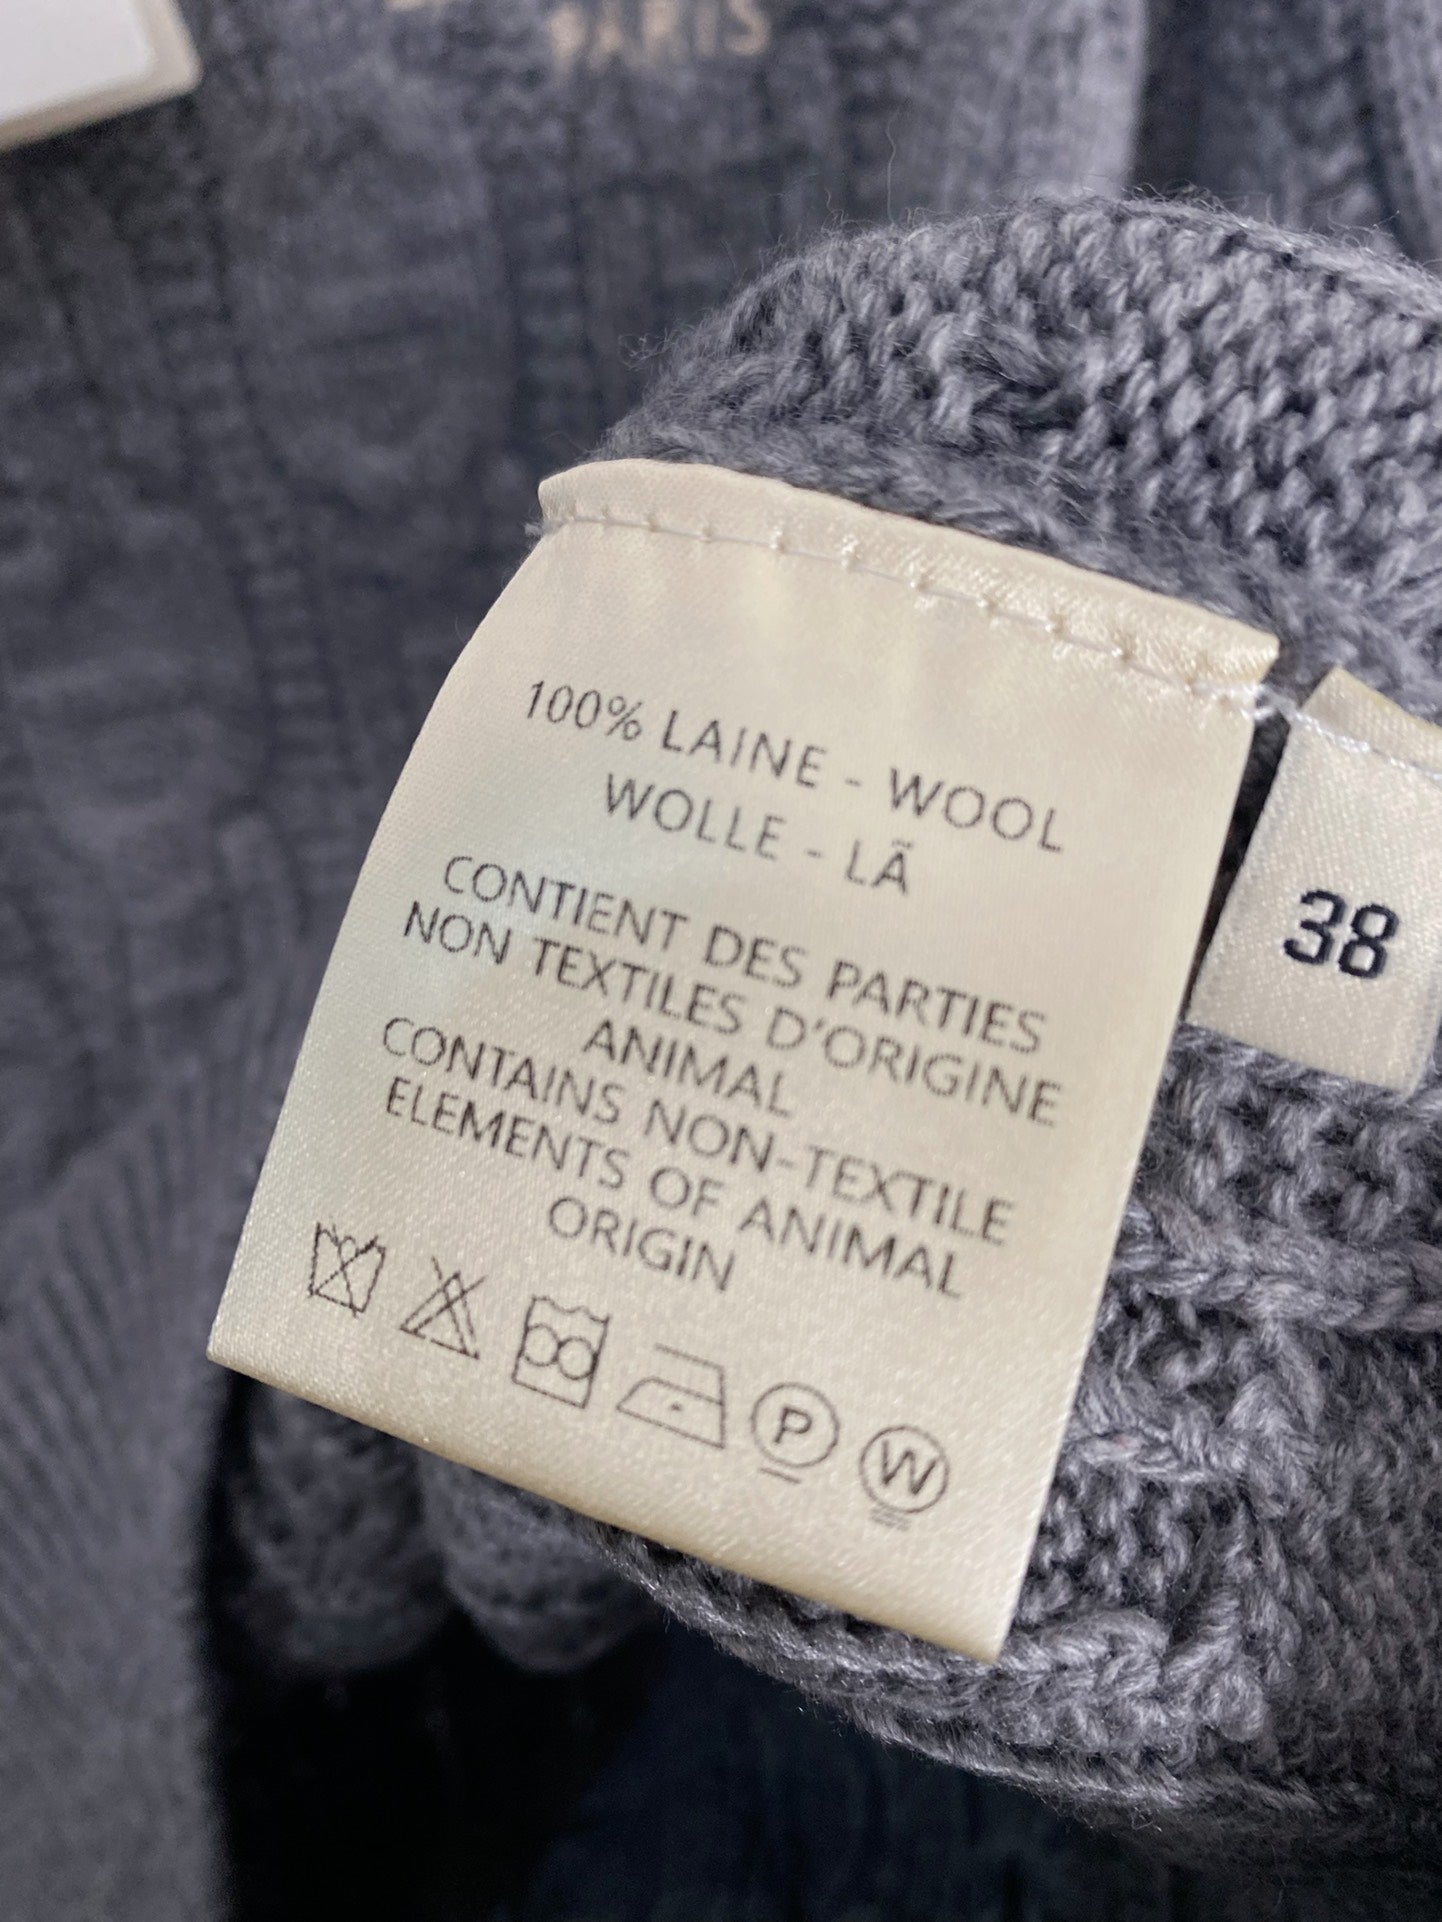 PARIS
100% LAINE - WOOL
WOLLE - LÃ
CONTIENT DES PARTIES
NON TEXTILES D'ORIGINE
ANIMAL
CONTAINS NON-TEXTILE
ELEMENTS OF ANIMAL
ORIGIN
P
W
38